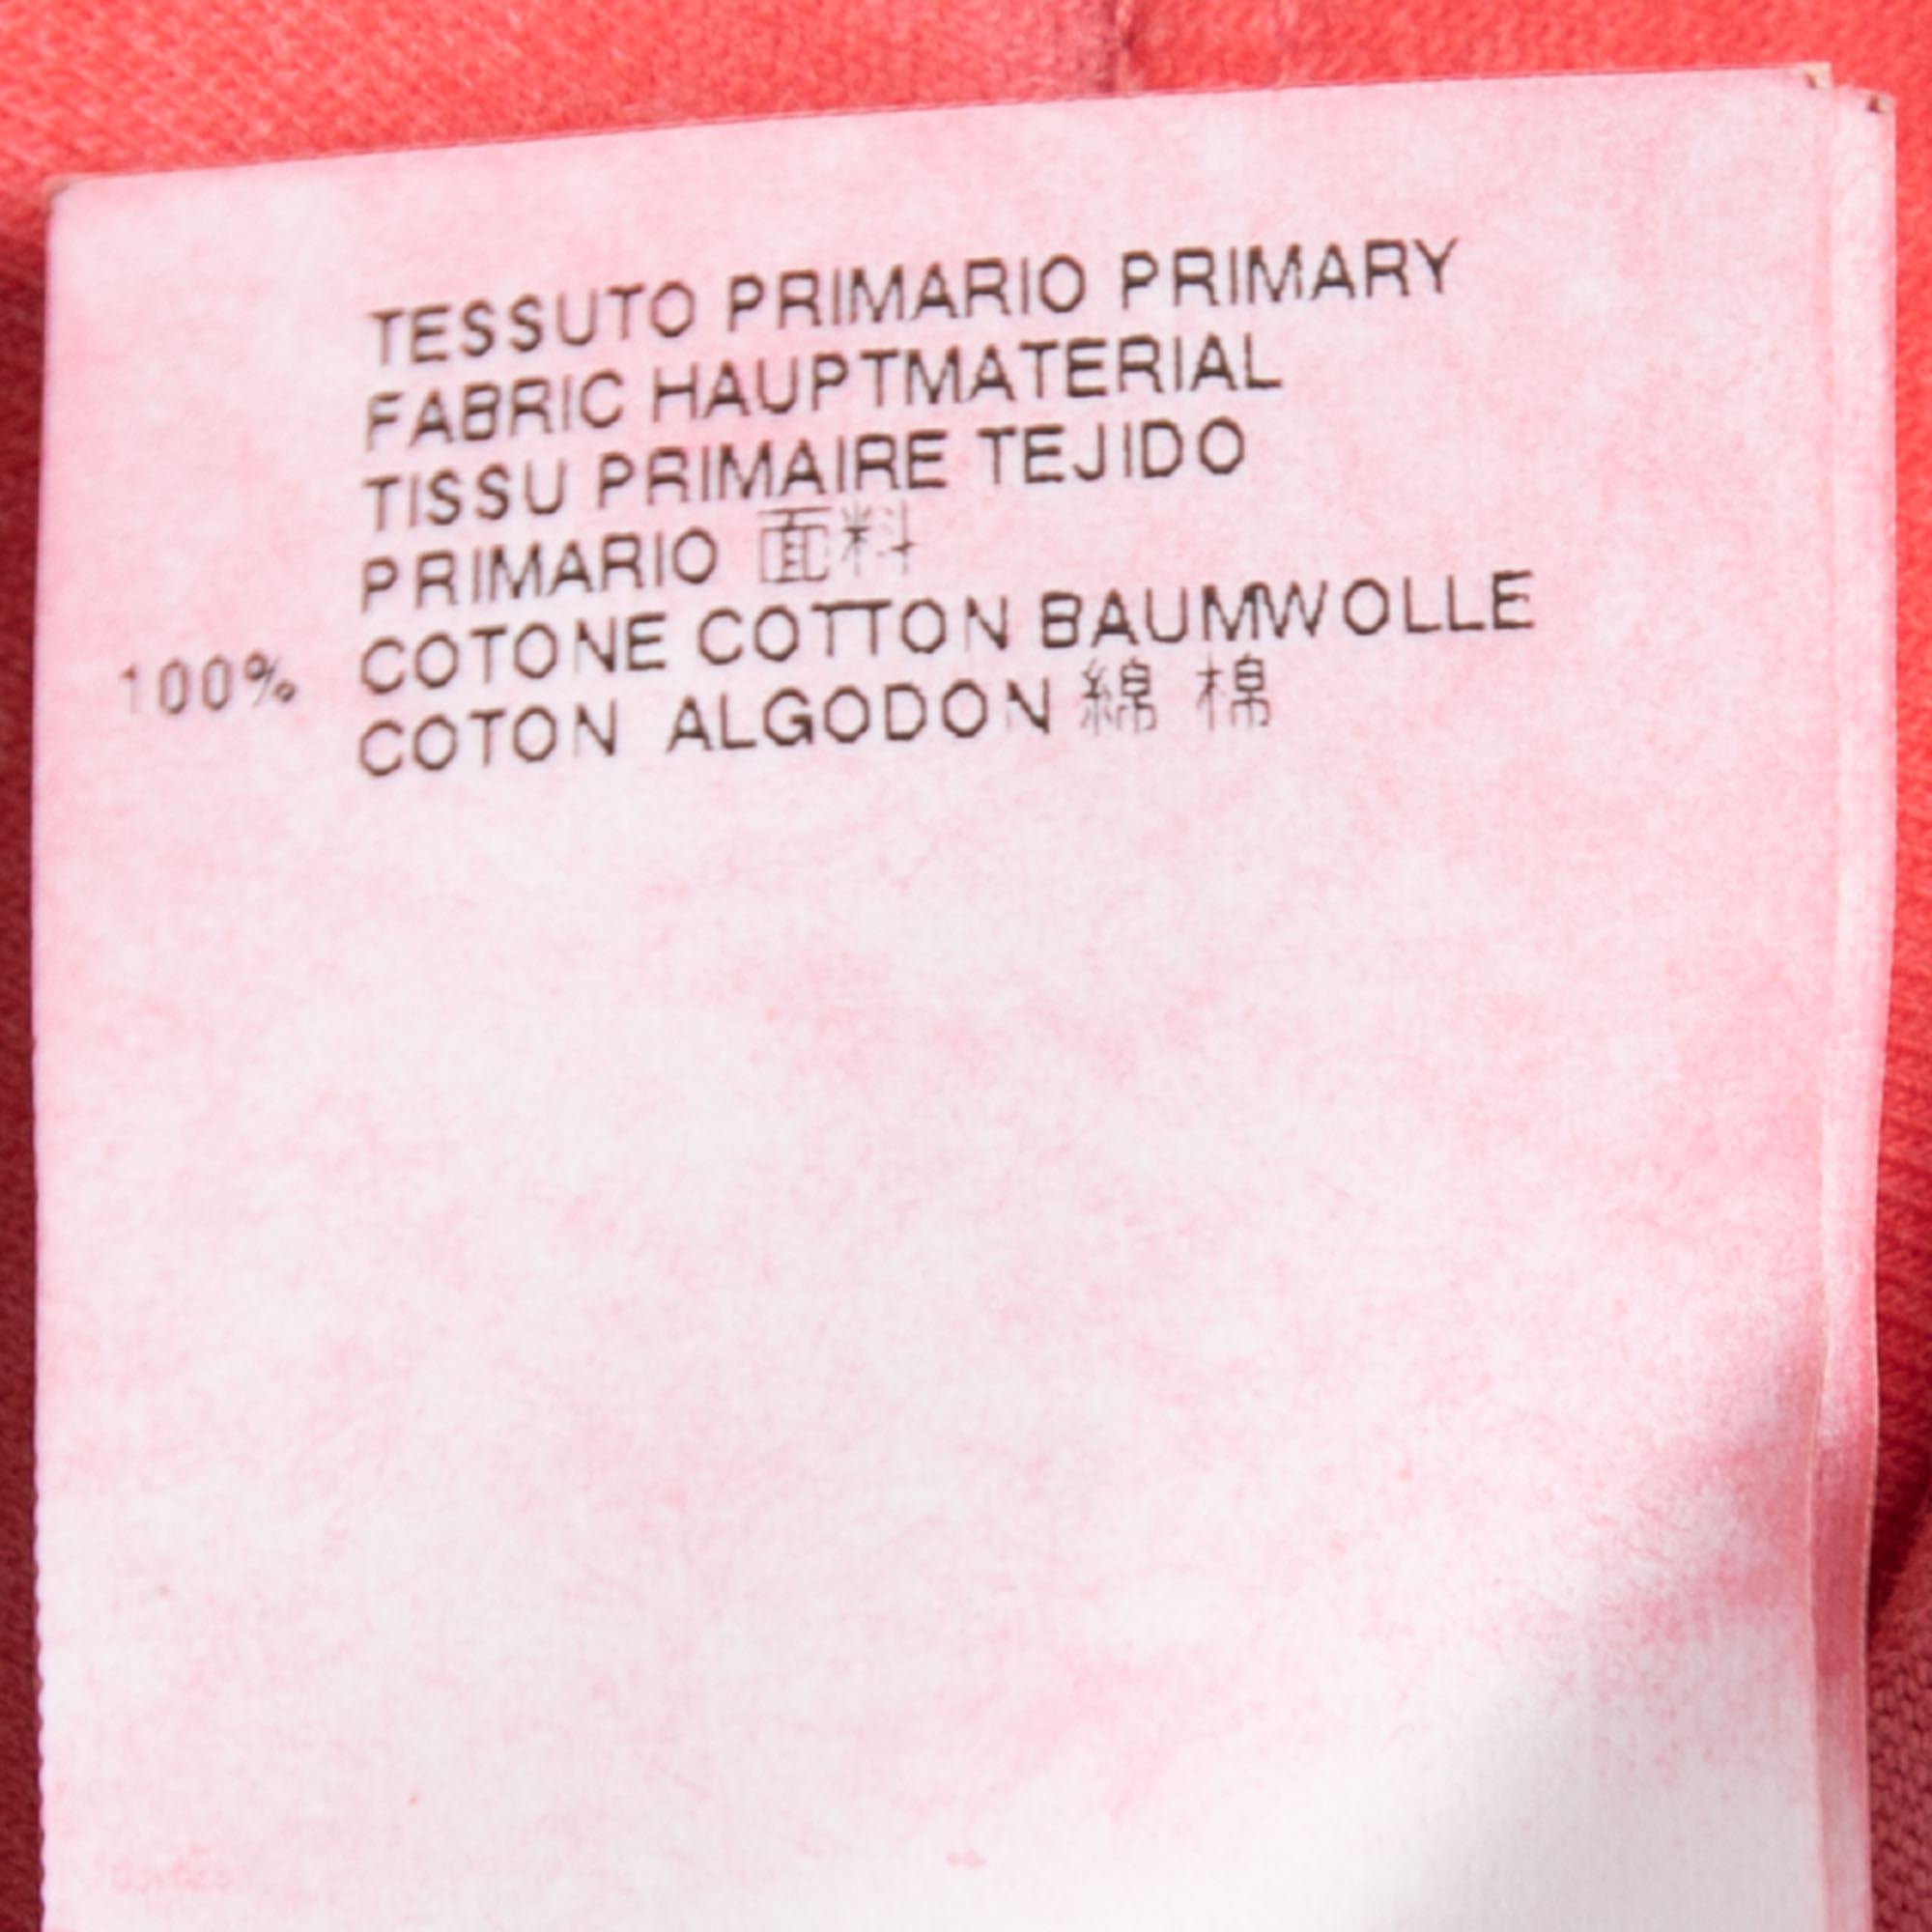 TESSUTO PRIMARIO PRIMARY
FABRIC HAUPTMATERIAL
TISSU PRIMAIRE TEJIDO
PRIMARIO 面料
100% COTONE COTTON BAUMWOLLE
COTON ALGODON 綿 棉